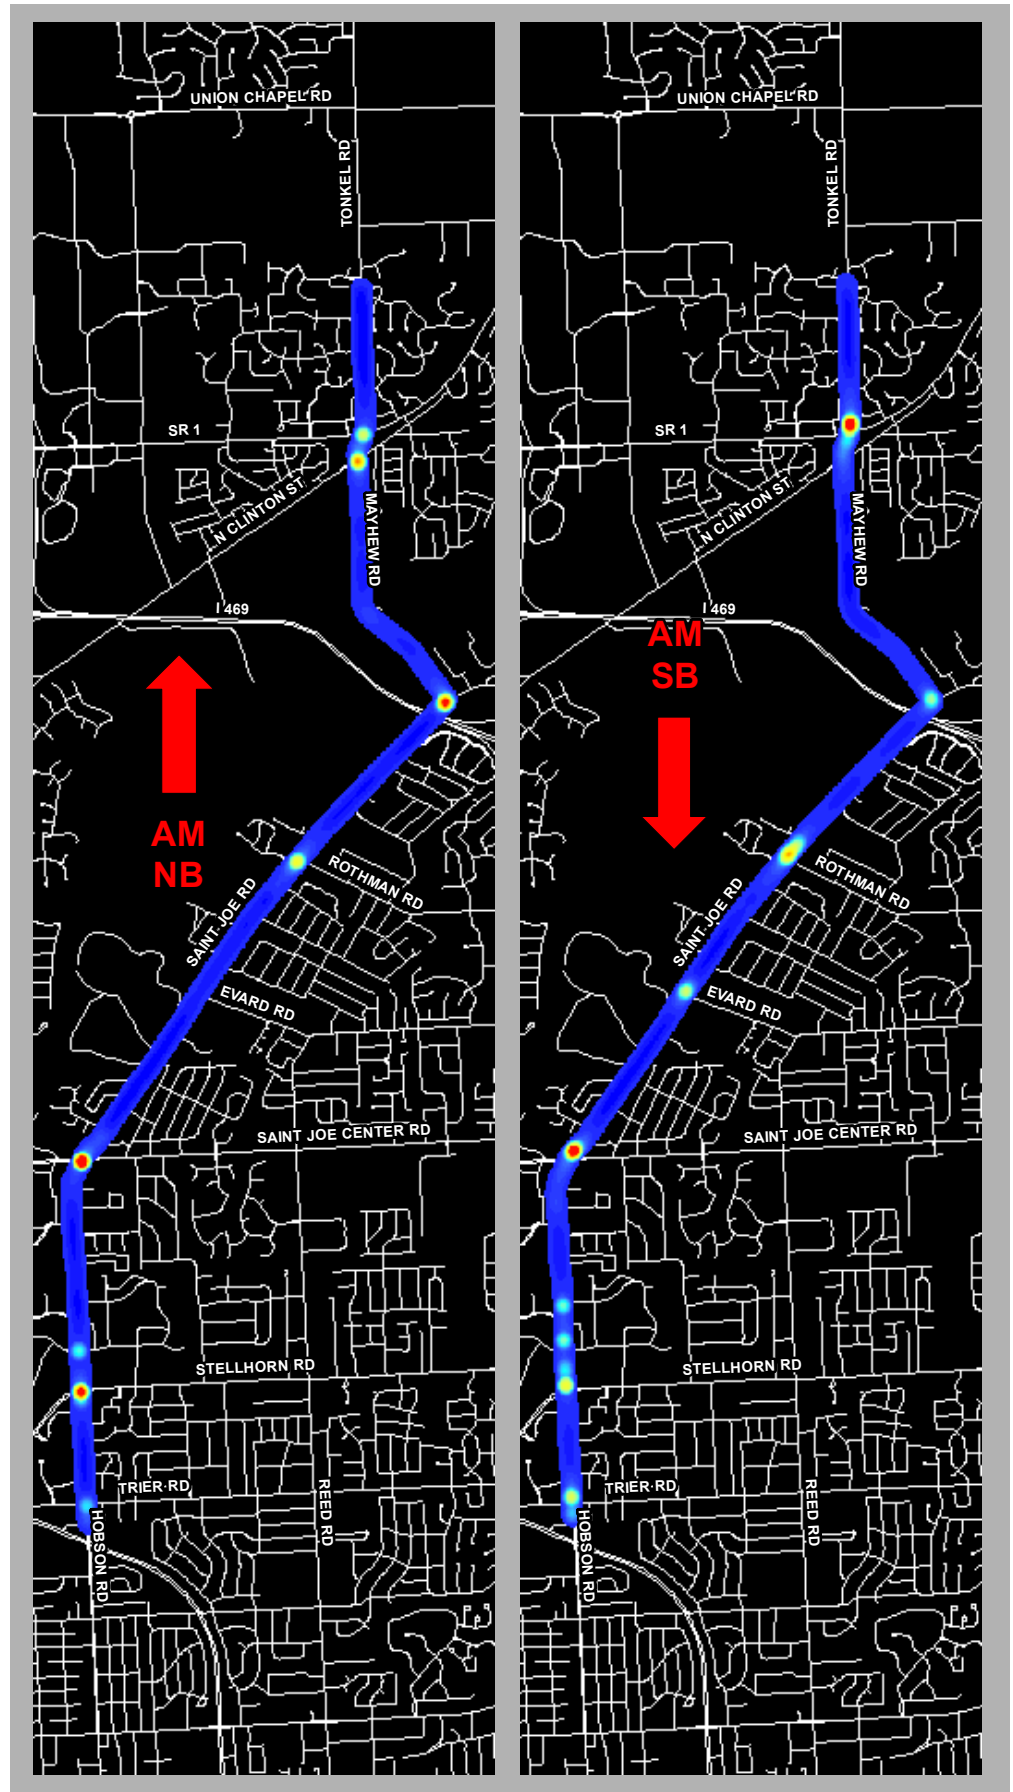 UNION CHAPEL RD
TONKEL RD
SR 1
N CLINTON ST
MAYHEW RD
I 469
AM
NB
ROTHMAN RD
SAINT JOE RD
EVARD RD
SAINT JOE CENTER RD
STELLHORN RD
TRIER RD
REED RD
HOBSON RD
UNION CHAPEL RD
TONKEL RD
SR 1
N CLINTON ST
MAYHEW RD
I 469
AM
SB
ROTHMAN RD
SAINT JOE RD
EVARD RD
SAINT JOE CENTER RD
STELLHORN RD
TRIER RD
REED RD
HOBSON RD